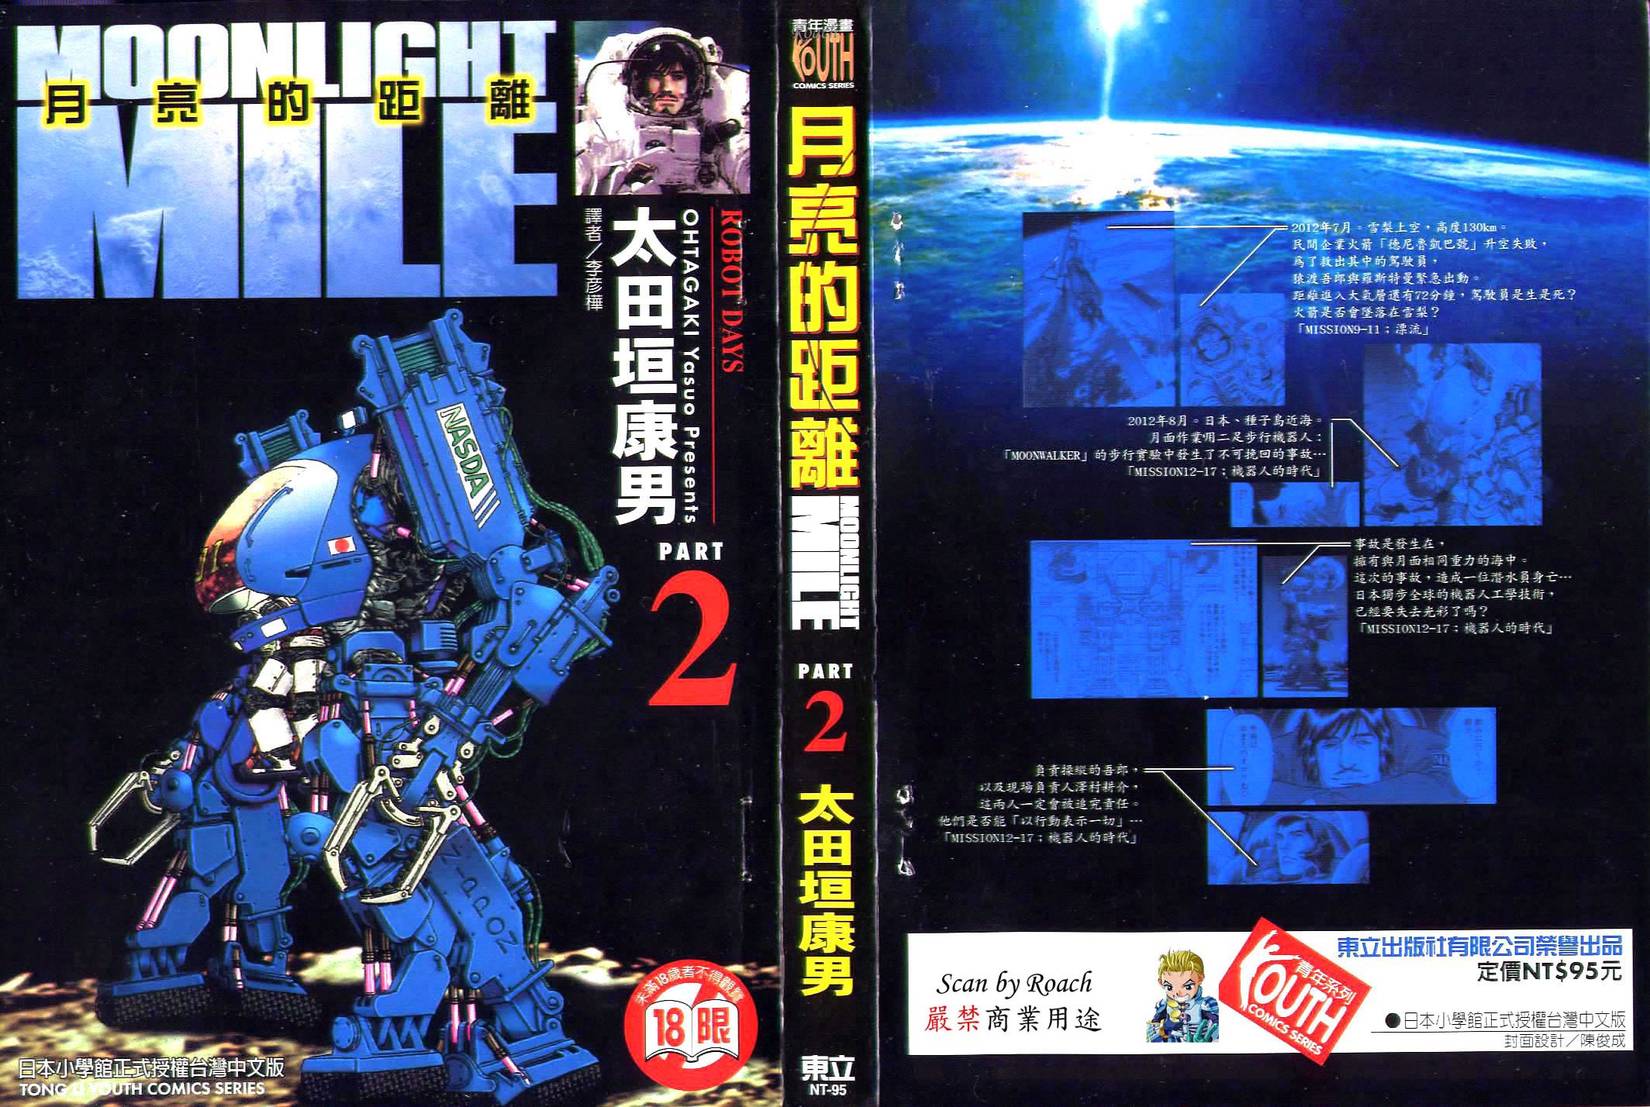 MOONLIGHT
月亮的距離
MILE
ROBOT DAYS
OHTAGAKI Yasuo Presents
太田垣康男
譯者／李彥樺
PART
2
NASDA
NIPPON
未滿18歲者不得觀覽
18限
日本小學館正式授權台灣中文版
TONG LI YOUTH COMICS SERIES
青年漫畫
YOUTH
COMICS SERIES
月亮的距離
MOONLIGHT
MILE
PART
2
太田垣康男
東立
NT-95
2012年7月。雪梨上空，高度130km。
民間企業火箭「德尼魯凱巴號」升空失敗，
為了救出其中的駕駛員，
猿渡吾郎與羅斯特曼緊急出動。
距離進入大氣層還有72分鐘，駕駛員是生是死？
火箭是否會墜落在雪梨？
「MISSION9-11；漂流」
2012年8月。日本、種子島近海。
月面作業用二足步行機器人：
「MOONWALKER」的步行實驗中發生了不可挽回的事故…
「MISSION12-17；機器人的時代」
事故是發生在，
擁有與月面相同重力的海中。
這次的事故，造成一位潛水員身亡…
日本獨步全球的機器人工學技術，
已經要失去光彩了嗎？
「MISSION12-17；機器人的時代」
負責操縱的吾郎，
以及現場負責人澤村耕介，
這兩人一定會被追究責任。
他們是否能「以行動表示一切」…
「MISSION12-17；機器人的時代」
Scan by Roach
嚴禁商業用途
青年系列
YOUTH
COMICS SERIES
東立出版社有限公司榮譽出品
定價NT$95元
●日本小學館正式授權台灣中文版
封面設計／陳俊成